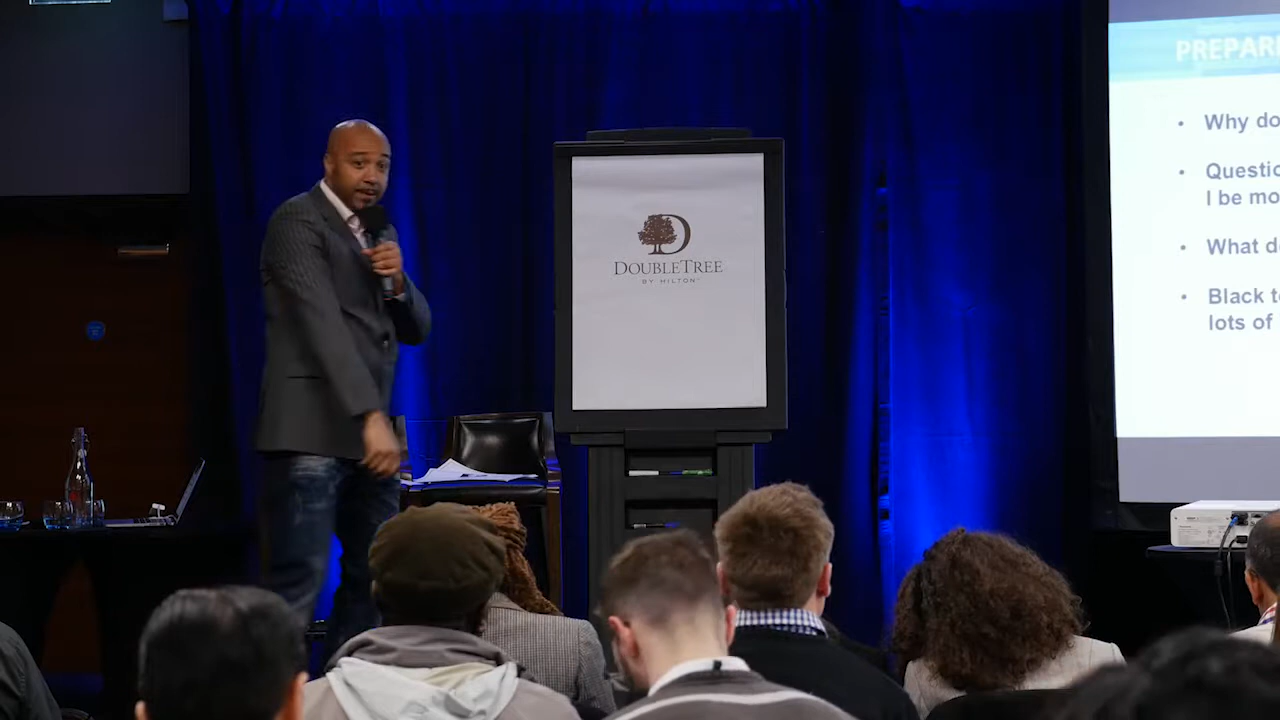 D
DOUBLETREE
BY HILTON
PREPAR
• Why do
• Questio
I be mo
• What d
• Black t
lots of